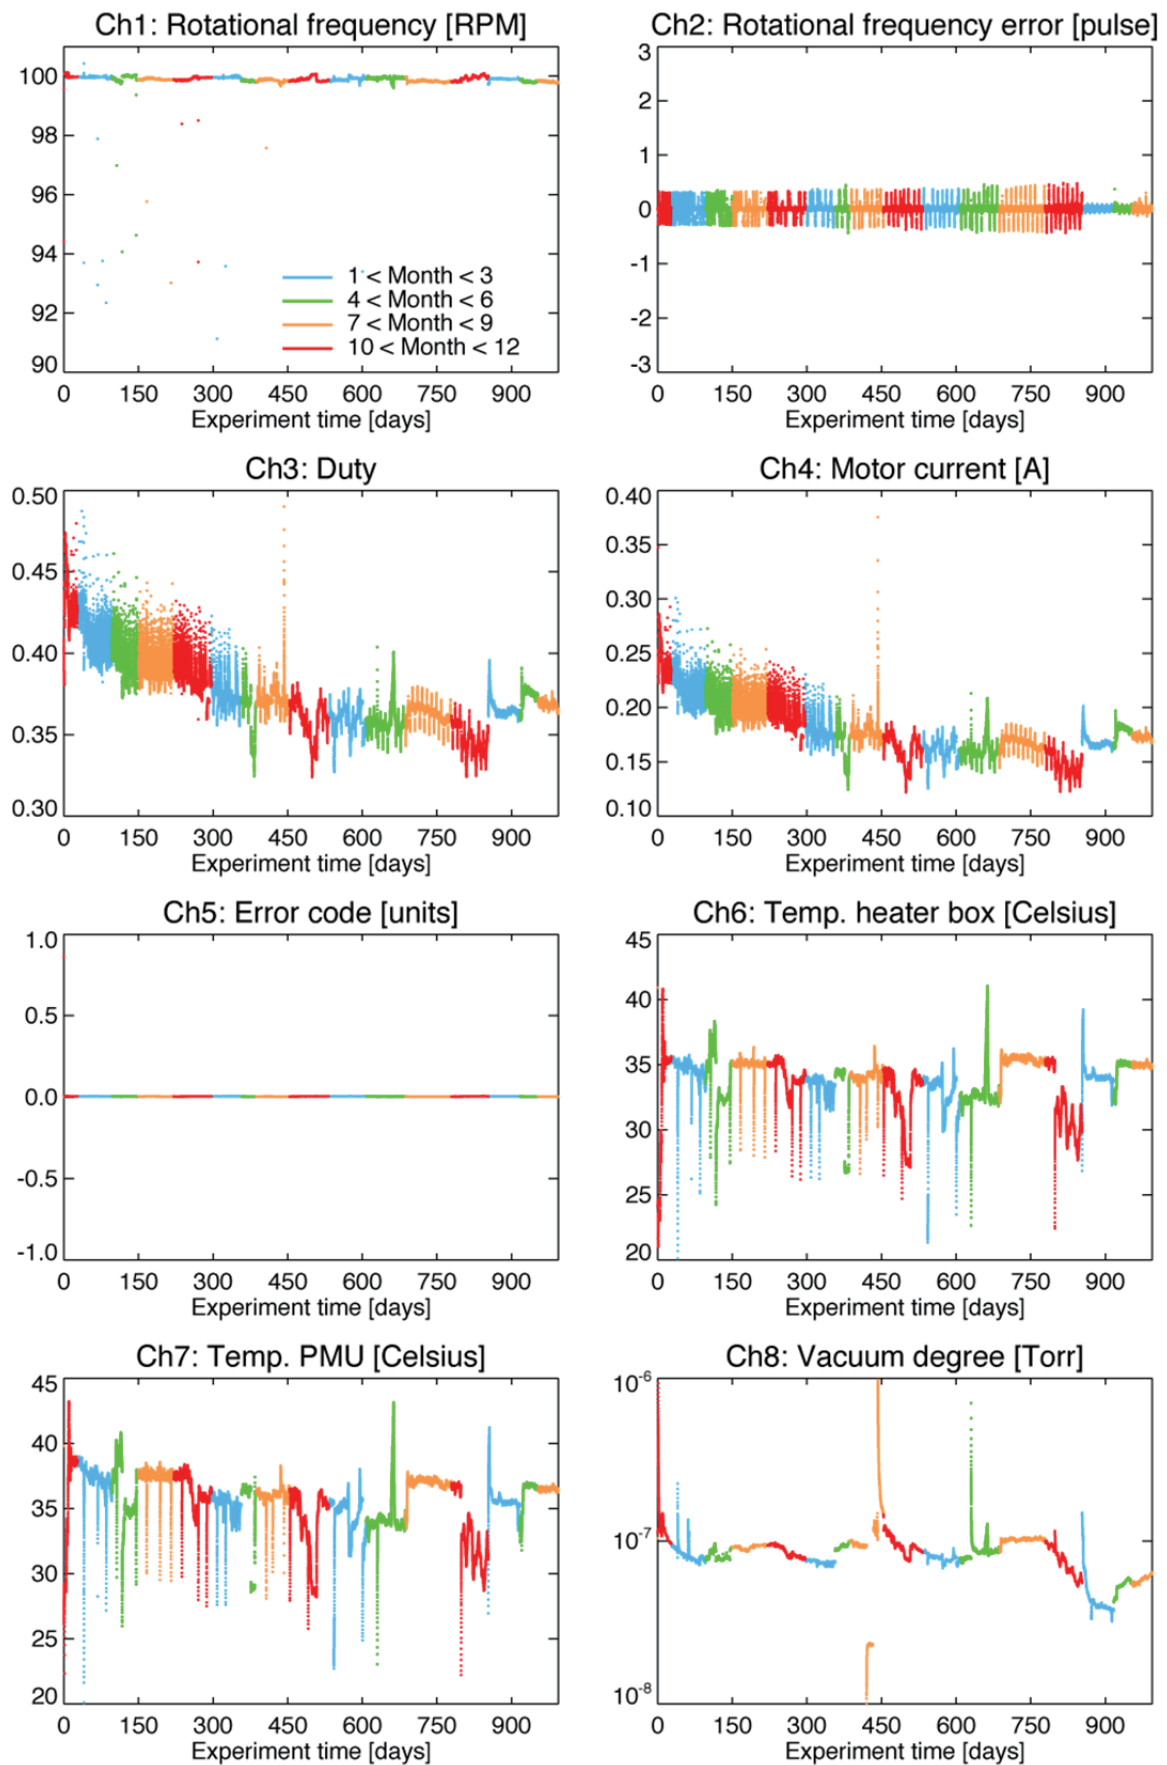 Ch1: Rotational frequency [RPM]
100
98
96
94
92
90
1 < Month < 3
4 < Month < 6
7 < Month < 9
10 < Month < 12
0 150 300 450 600 750 900
Experiment time [days]
Ch2: Rotational frequency error [pulse]
3
2
1
0
-1
-2
-3
0 150 300 450 600 750 900
Experiment time [days]
Ch3: Duty
0.50
0.45
0.40
0.35
0.30
0 150 300 450 600 750 900
Experiment time [days]
Ch4: Motor current [A]
0.40
0.35
0.30
0.25
0.20
0.15
0.10
0 150 300 450 600 750 900
Experiment time [days]
Ch5: Error code [units]
1.0
0.5
0.0
-0.5
-1.0
0 150 300 450 600 750 900
Experiment time [days]
Ch6: Temp. heater box [Celsius]
45
40
35
30
25
20
0 150 300 450 600 750 900
Experiment time [days]
Ch7: Temp. PMU [Celsius]
45
40
35
30
25
20
0 150 300 450 600 750 900
Experiment time [days]
Ch8: Vacuum degree [Torr]
10⁻⁶
10⁻⁷
10⁻⁸
0 150 300 450 600 750 900
Experiment time [days]